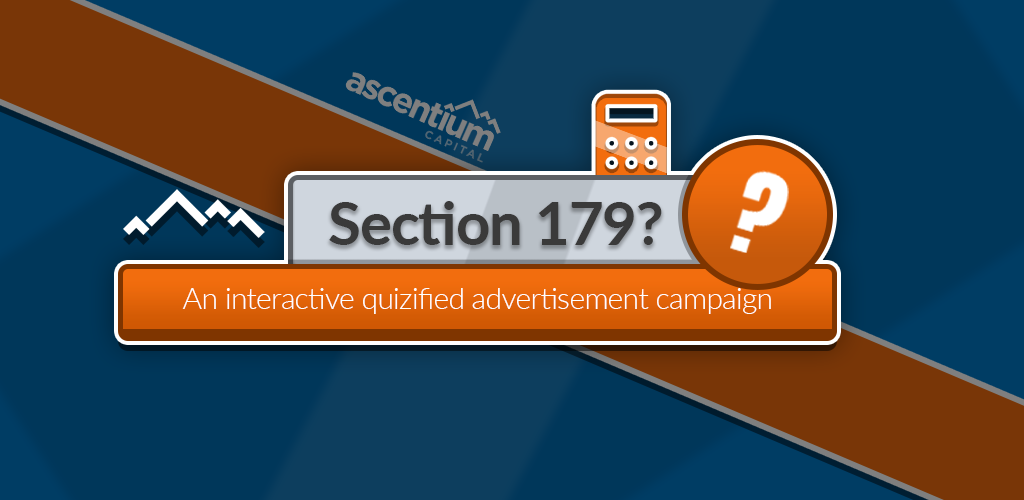 ascentium
CAPITAL
Section 179?
?
An interactive quizified advertisement campaign